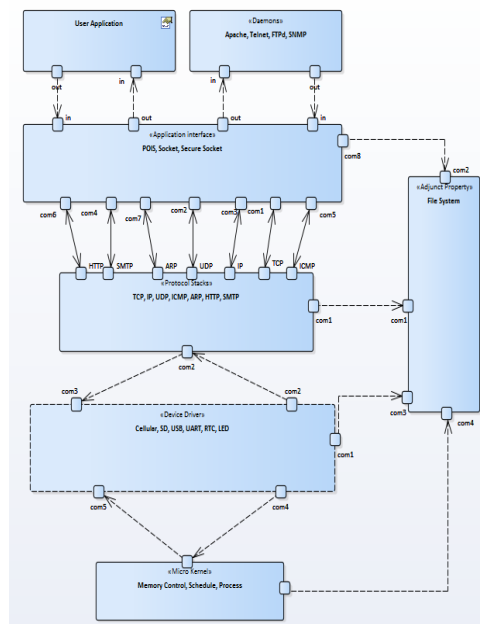 User Application
«Daemons»
Apache, Telnet, FTPd, SNMP
out
in
in
out
in
out
out
in
«Application interface»
POIS, Socket, Secure Socket
com8
com2
«Adjunct Property»
File System
com6
com4
com7
com2
com3
com1
com5
HTTP
SMTP
ARP
UDP
IP
TCP
ICMP
«Protocol Stacks»
TCP, IP, UDP, ICMP, ARP, HTTP, SMTP
com1
com1
com2
com3
com2
com3
com4
«Device Driver»
Cellular, SD, USB, UART, RTC, LED
com1
com5
com4
«Micro Kernel»
Memory Control, Schedule, Process